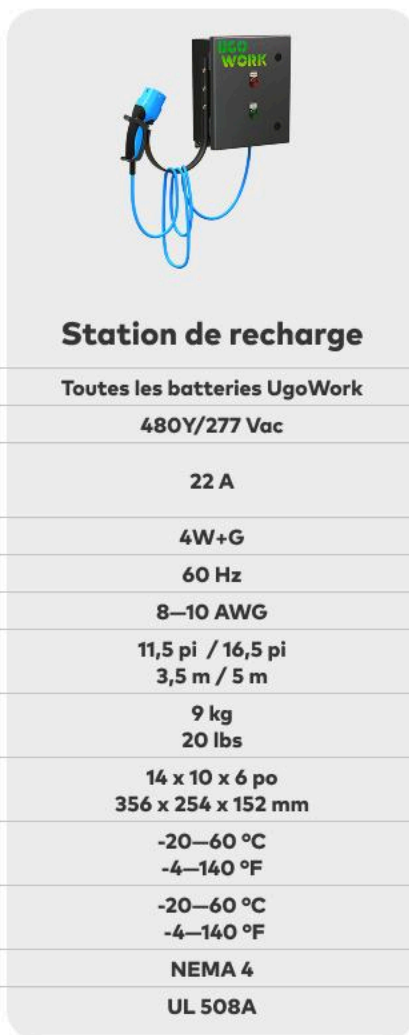 UGO
WORK
Station de recharge
Toutes les batteries UgoWork
480Y/277 Vac
22 A
4W+G
60 Hz
8—10 AWG
11,5 pi / 16,5 pi
3,5 m / 5 m
9 kg
20 lbs
14 x 10 x 6 po
356 x 254 x 152 mm
-20—60 °C
-4—140 °F
-20—60 °C
-4—140 °F
NEMA 4
UL 508A